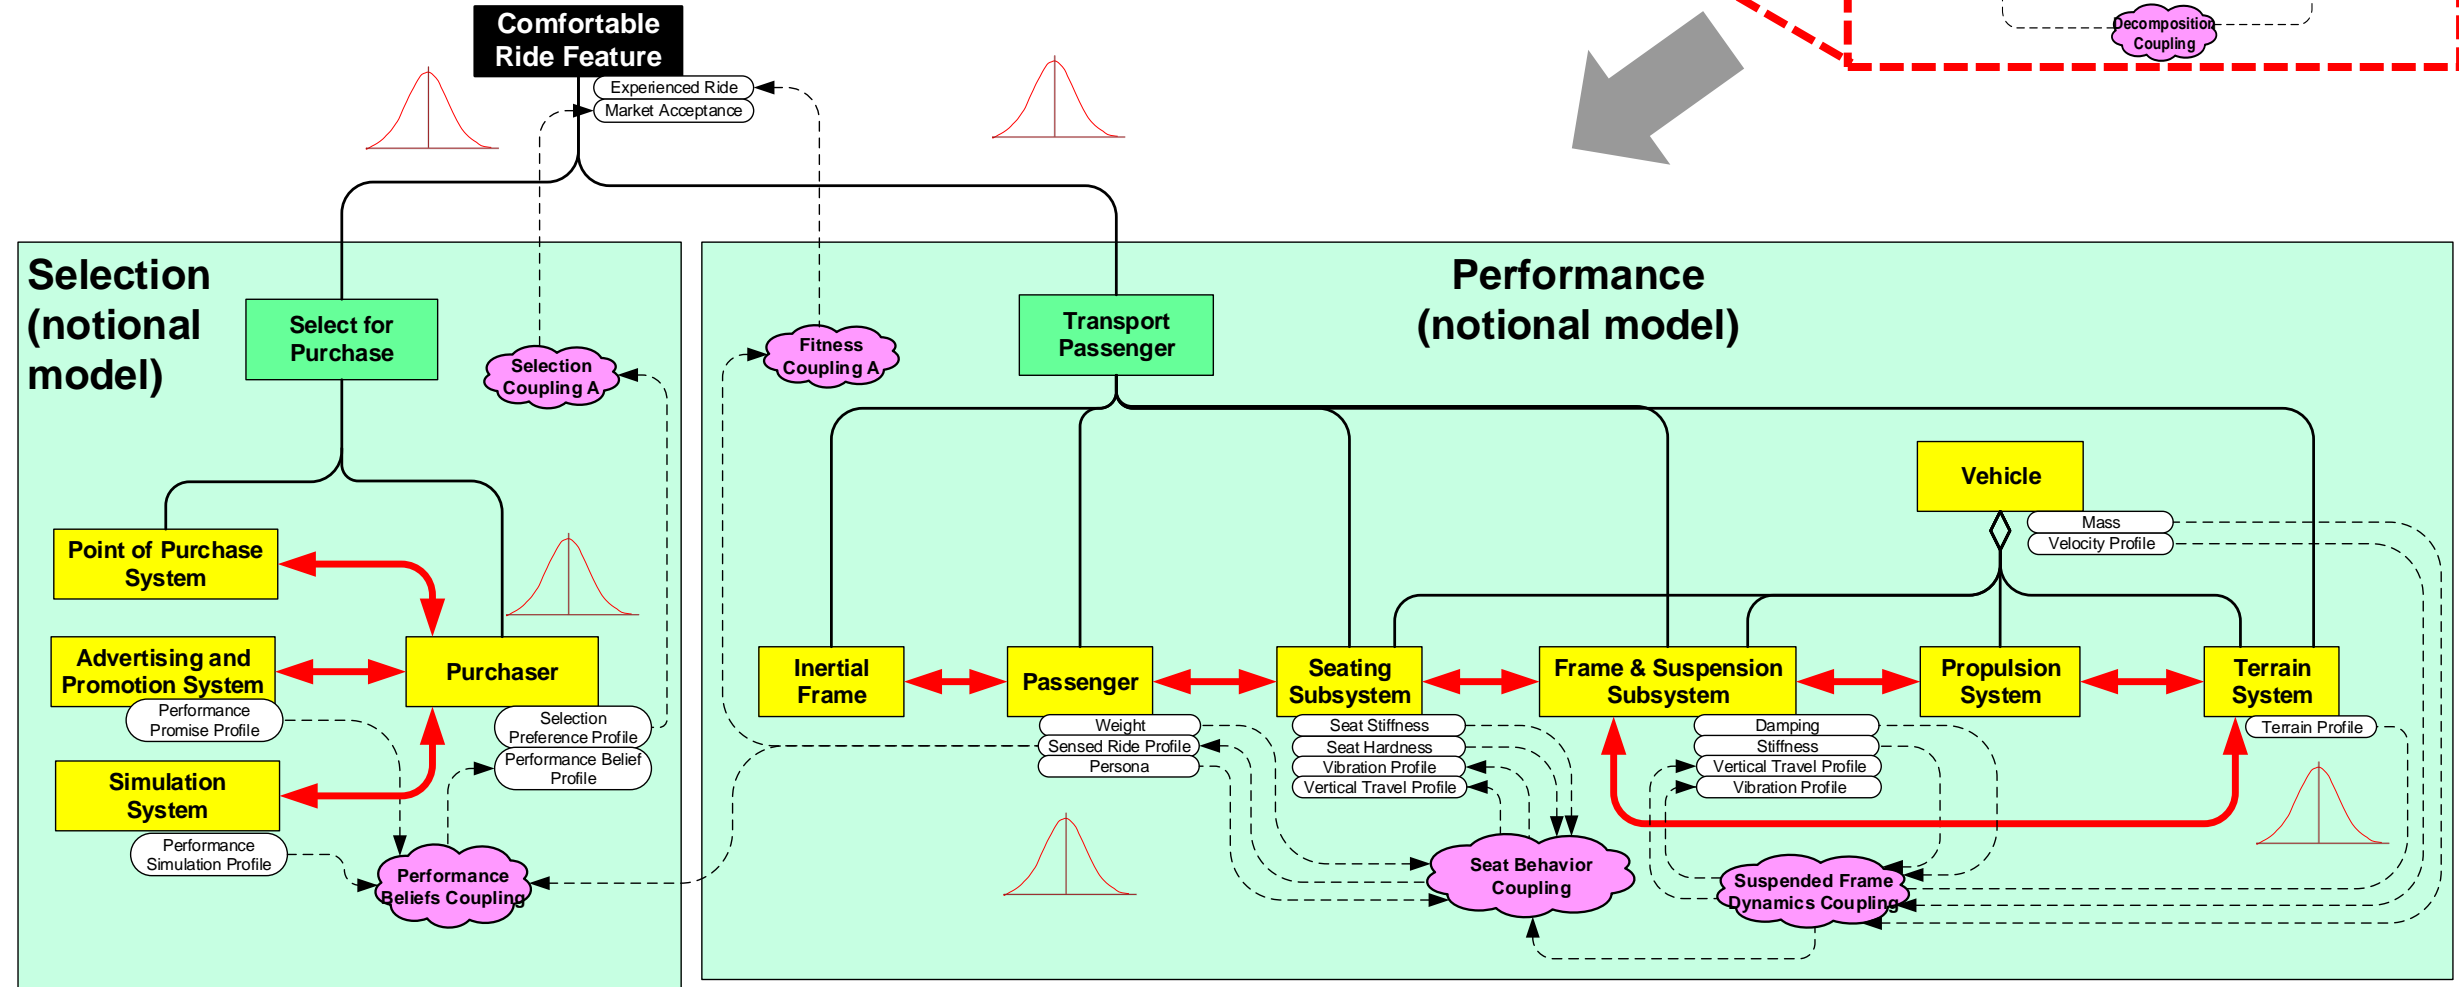 Comfortable
Ride Feature
Experienced Ride
Market Acceptance
Decomposition
Coupling
Selection
(notional
model)
Select for
Purchase
Selection
Coupling A
Point of Purchase
System
Advertising and
Promotion System
Performance
Promise Profile
Purchaser
Selection
Preference Profile
Performance Belief
Profile
Simulation
System
Performance
Simulation Profile
Performance
Beliefs Coupling
Performance
(notional model)
Fitness
Coupling A
Transport
Passenger
Vehicle
Mass
Velocity Profile
Inertial
Frame
Passenger
Weight
Sensed Ride Profile
Persona
Seating
Subsystem
Seat Stiffness
Seat Hardness
Vibration Profile
Vertical Travel Profile
Frame & Suspension
Subsystem
Damping
Stiffness
Vertical Travel Profile
Vibration Profile
Propulsion
System
Terrain
System
Terrain Profile
Seat Behavior
Coupling
Suspended Frame
Dynamics Coupling